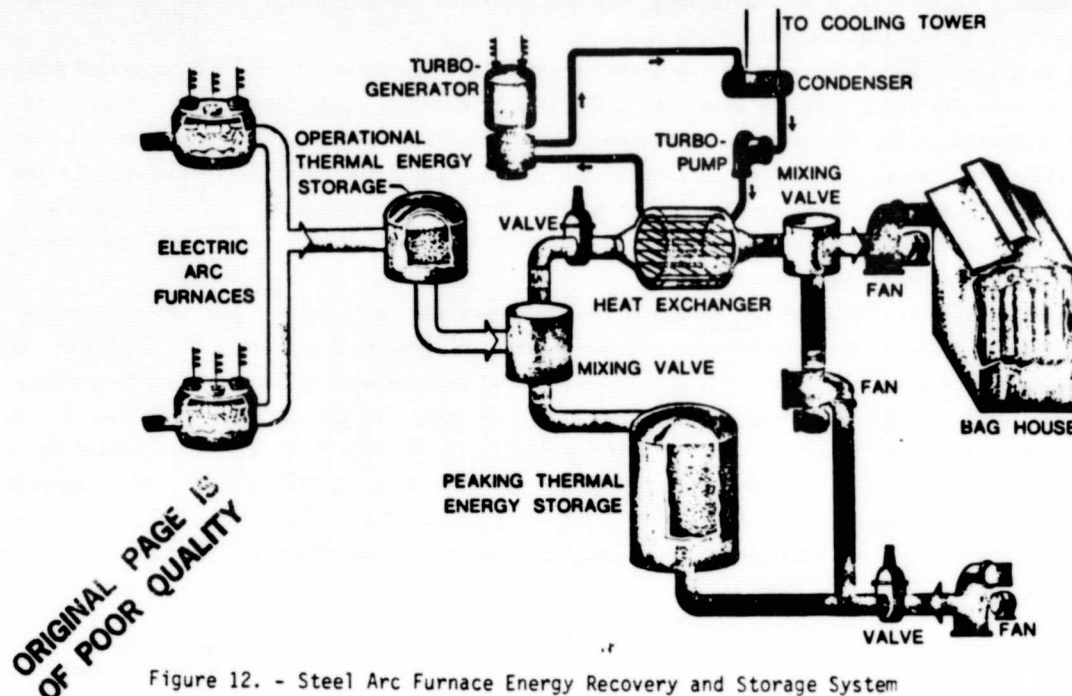 TO COOLING TOWER
TURBO-
GENERATOR
CONDENSER
OPERATIONAL
THERMAL ENERGY
STORAGE
TURBO-
PUMP
MIXING
VALVE
VALVE
ELECTRIC
ARC
FURNACES
HEAT EXCHANGER
FAN
MIXING VALVE
FAN
BAG HOUSE
PEAKING THERMAL
ENERGY STORAGE
VALVE
FAN
ORIGINAL PAGE IS
OF POOR QUALITY
Figure 12. - Steel Arc Furnace Energy Recovery and Storage System